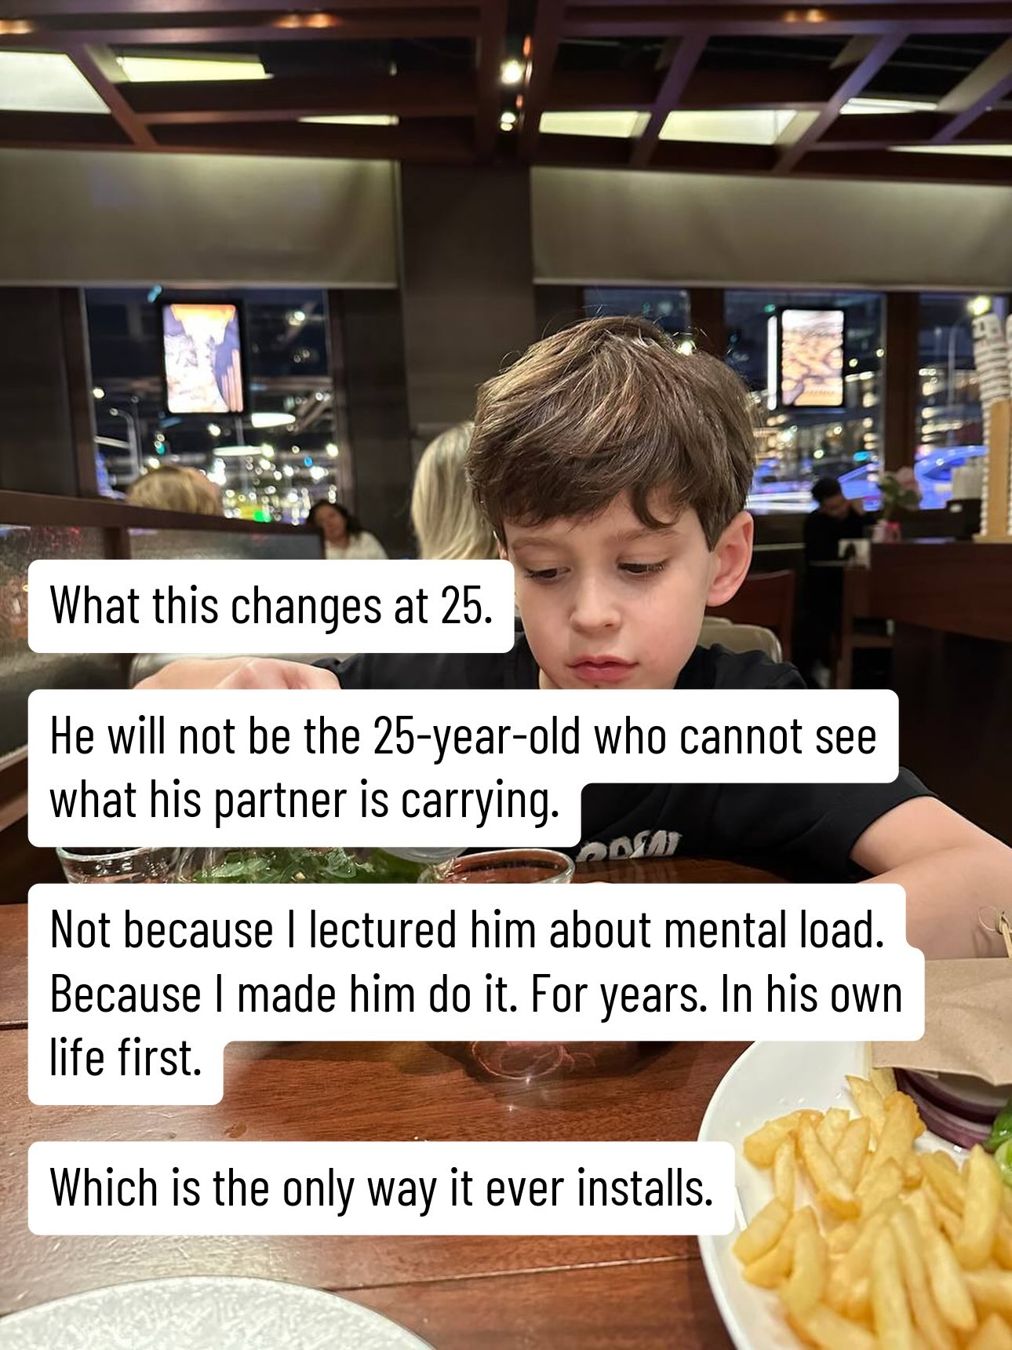 What this changes at 25.
He will not be the 25-year-old who cannot see
what his partner is carrying.
Not because I lectured him about mental load.
Because I made him do it. For years. In his own
life first.
Which is the only way it ever installs.